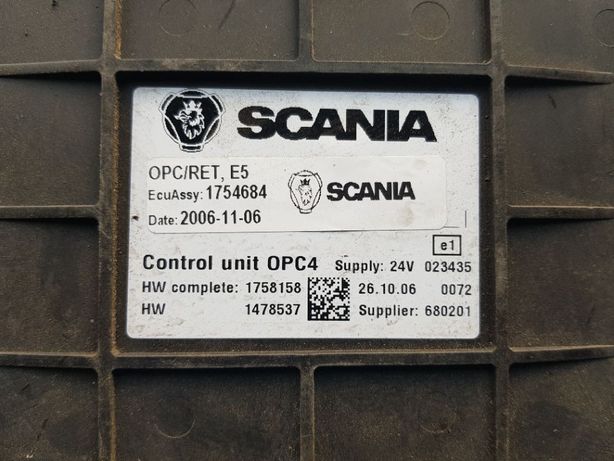 SCANIA
OPC/RET, E5
EcuAssy: 1754684
SCANIA
Date: 2006-11-06
e1
Control unit OPC4 Supply: 24V 023435
HW complete: 1758158 26.10.06 0072
HW 1478537 Supplier: 680201